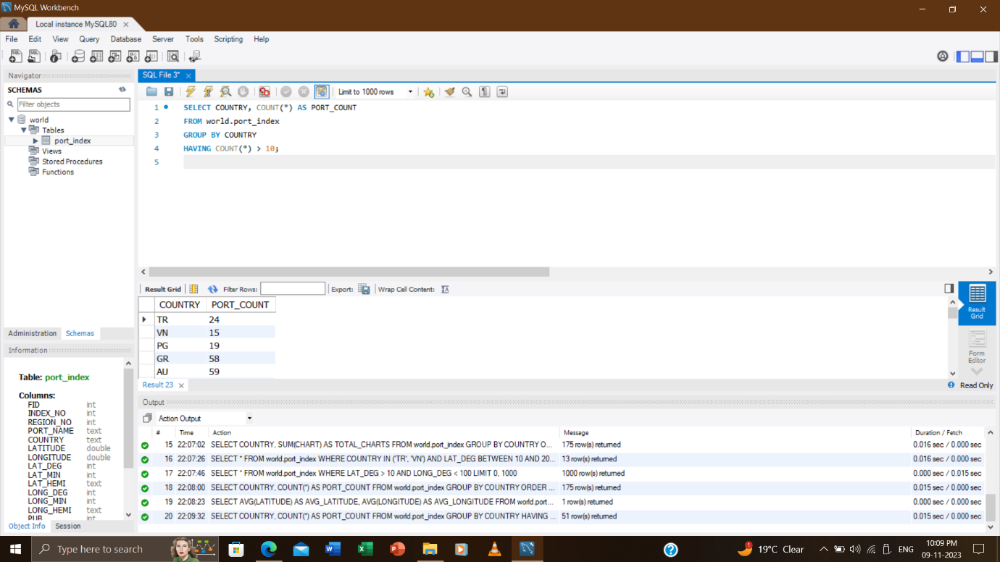 MySQL Workbench
Local instance MySQL80
File Edit View Query Database Server Tools Scripting Help
Navigator
SCHEMAS
Filter objects
world
Tables
port_index
Views
Stored Procedures
Functions
Administration Schemas
Information
Table: port_index
Columns:
FID int
INDEX_NO int
REGION_NO int
PORT_NAME text
COUNTRY text
LATITUDE double
LONGITUDE double
LAT_DEG int
LAT_MIN int
LAT_HEMI text
LONG_DEG int
LONG_MIN int
LONG_HEMI text
PUB int
Object Info Session
SQL File 3*
Limit to 1000 rows
1 SELECT COUNTRY, COUNT(*) AS PORT_COUNT
2 FROM world.port_index
3 GROUP BY COUNTRY
4 HAVING COUNT(*) > 10;
5
Result Grid Filter Rows: Export: Wrap Cell Content:
COUNTRY PORT_COUNT
TR 24
VN 15
PG 19
GR 58
AU 59
Result Grid
Form Editor
Result 23
Read Only
Output
Action Output
# Time Action Message Duration / Fetch
15 22:07:02 SELECT COUNTRY, SUM(CHART) AS TOTAL_CHARTS FROM world.port_index GROUP BY COUNTRY O... 175 row(s) returned 0.016 sec / 0.000 sec
16 22:07:26 SELECT * FROM world.port_index WHERE COUNTRY IN ('TR', 'VN') AND LAT_DEG BETWEEN 10 AND 20... 13 row(s) returned 0.016 sec / 0.000 sec
17 22:07:46 SELECT * FROM world.port_index WHERE LAT_DEG > 10 AND LONG_DEG < 100 LIMIT 0, 1000 1000 row(s) returned 0.000 sec / 0.015 sec
18 22:08:00 SELECT COUNTRY, COUNT(*) AS PORT_COUNT FROM world.port_index GROUP BY COUNTRY ORDER ... 175 row(s) returned 0.015 sec / 0.000 sec
19 22:08:23 SELECT AVG(LATITUDE) AS AVG_LATITUDE, AVG(LONGITUDE) AS AVG_LONGITUDE FROM world.port... 1 row(s) returned 0.000 sec / 0.000 sec
20 22:09:32 SELECT COUNTRY, COUNT(*) AS PORT_COUNT FROM world.port_index GROUP BY COUNTRY HAVING ... 51 row(s) returned 0.015 sec / 0.000 sec
Type here to search
1
19°C Clear
ENG
10:09 PM
09-11-2023